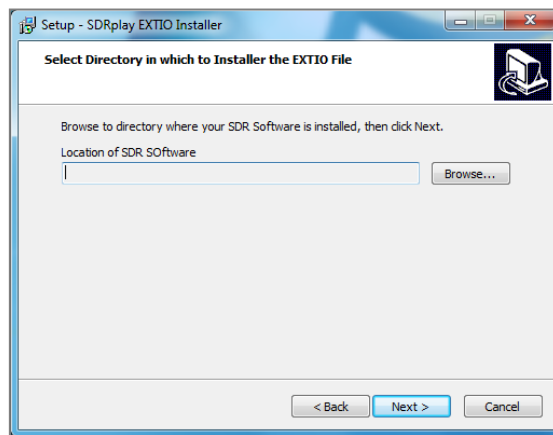 Setup - SDRplay EXTIO Installer
Select Directory in which to Installer the EXTIO File
Browse to directory where your SDR Software is installed, then click Next.
Location of SDR SOftware
Browse...
< Back Next > Cancel